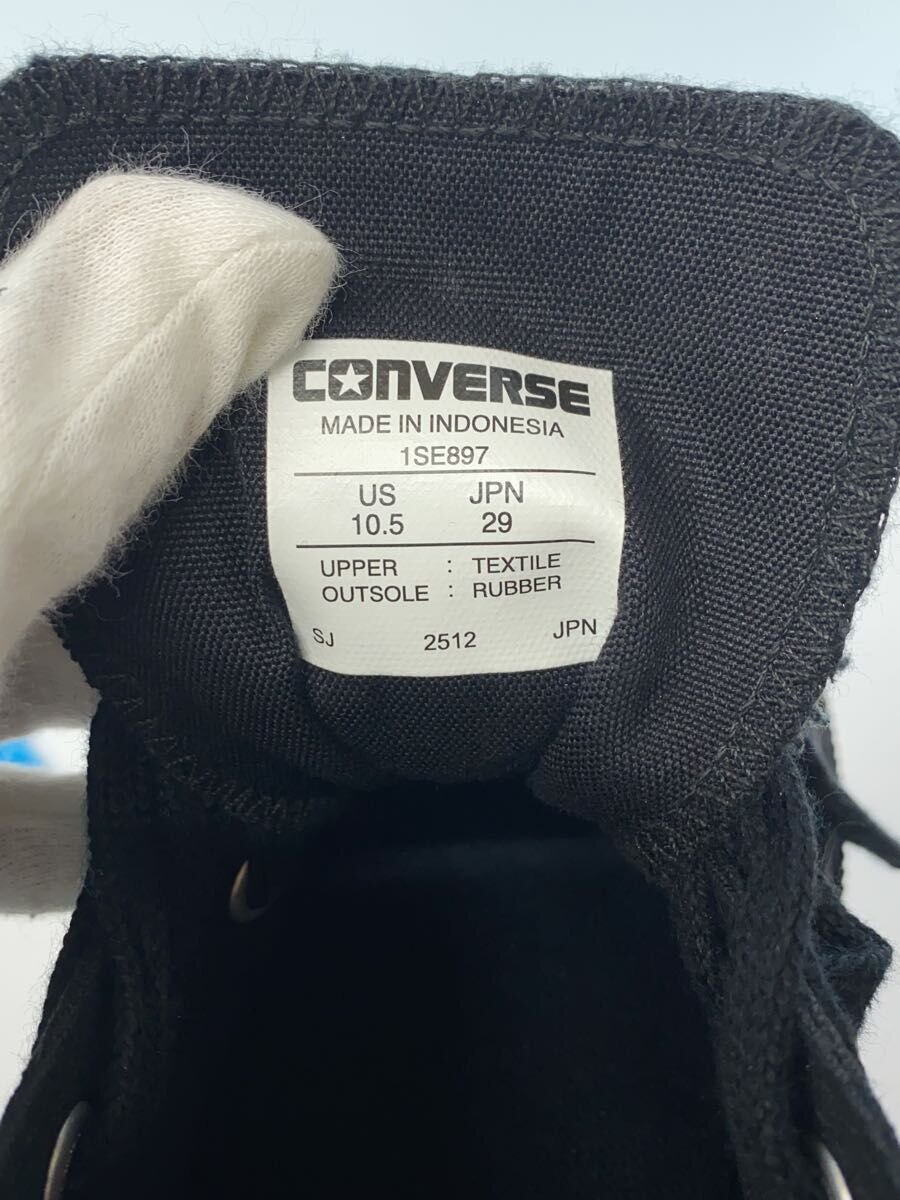 CONVERSE
MADE IN INDONESIA
1SE897
US JPN
10.5 29
UPPER : TEXTILE
OUTSOLE : RUBBER
SJ 2512 JPN